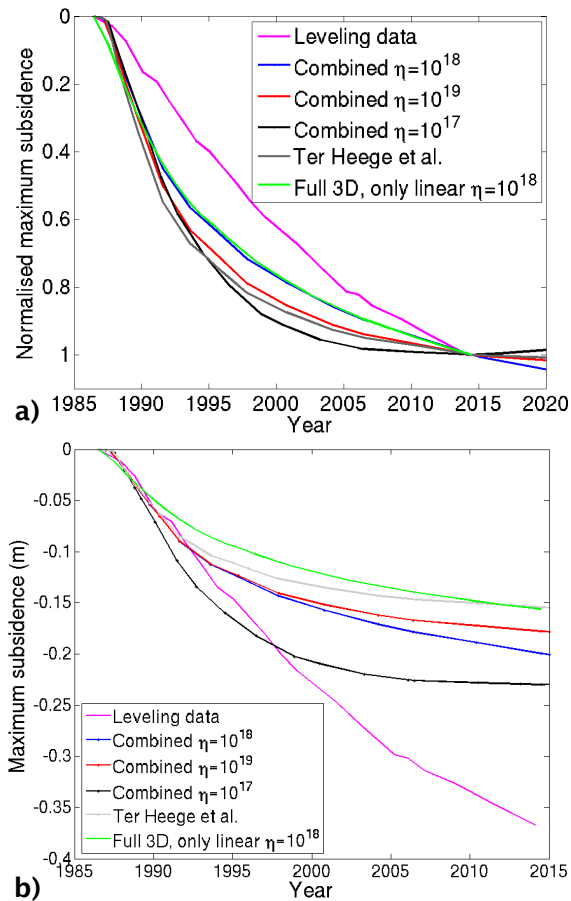 0
0.2
0.4
0.6
0.8
1
Normalised maximum subsidence
Leveling data
Combined η=10¹⁸
Combined η=10¹⁹
Combined η=10¹⁷
Ter Heege et al.
Full 3D, only linear η=10¹⁸
1985 1990 1995 2000 2005 2010 2015 2020
Year
a)
0
-0.05
-0.1
-0.15
-0.2
-0.25
-0.3
-0.35
-0.4
Maximum subsidence (m)
Leveling data
Combined η=10¹⁸
Combined η=10¹⁹
Combined η=10¹⁷
Ter Heege et al.
Full 3D, only linear η=10¹⁸
1985 1990 1995 2000 2005 2010 2015
Year
b)